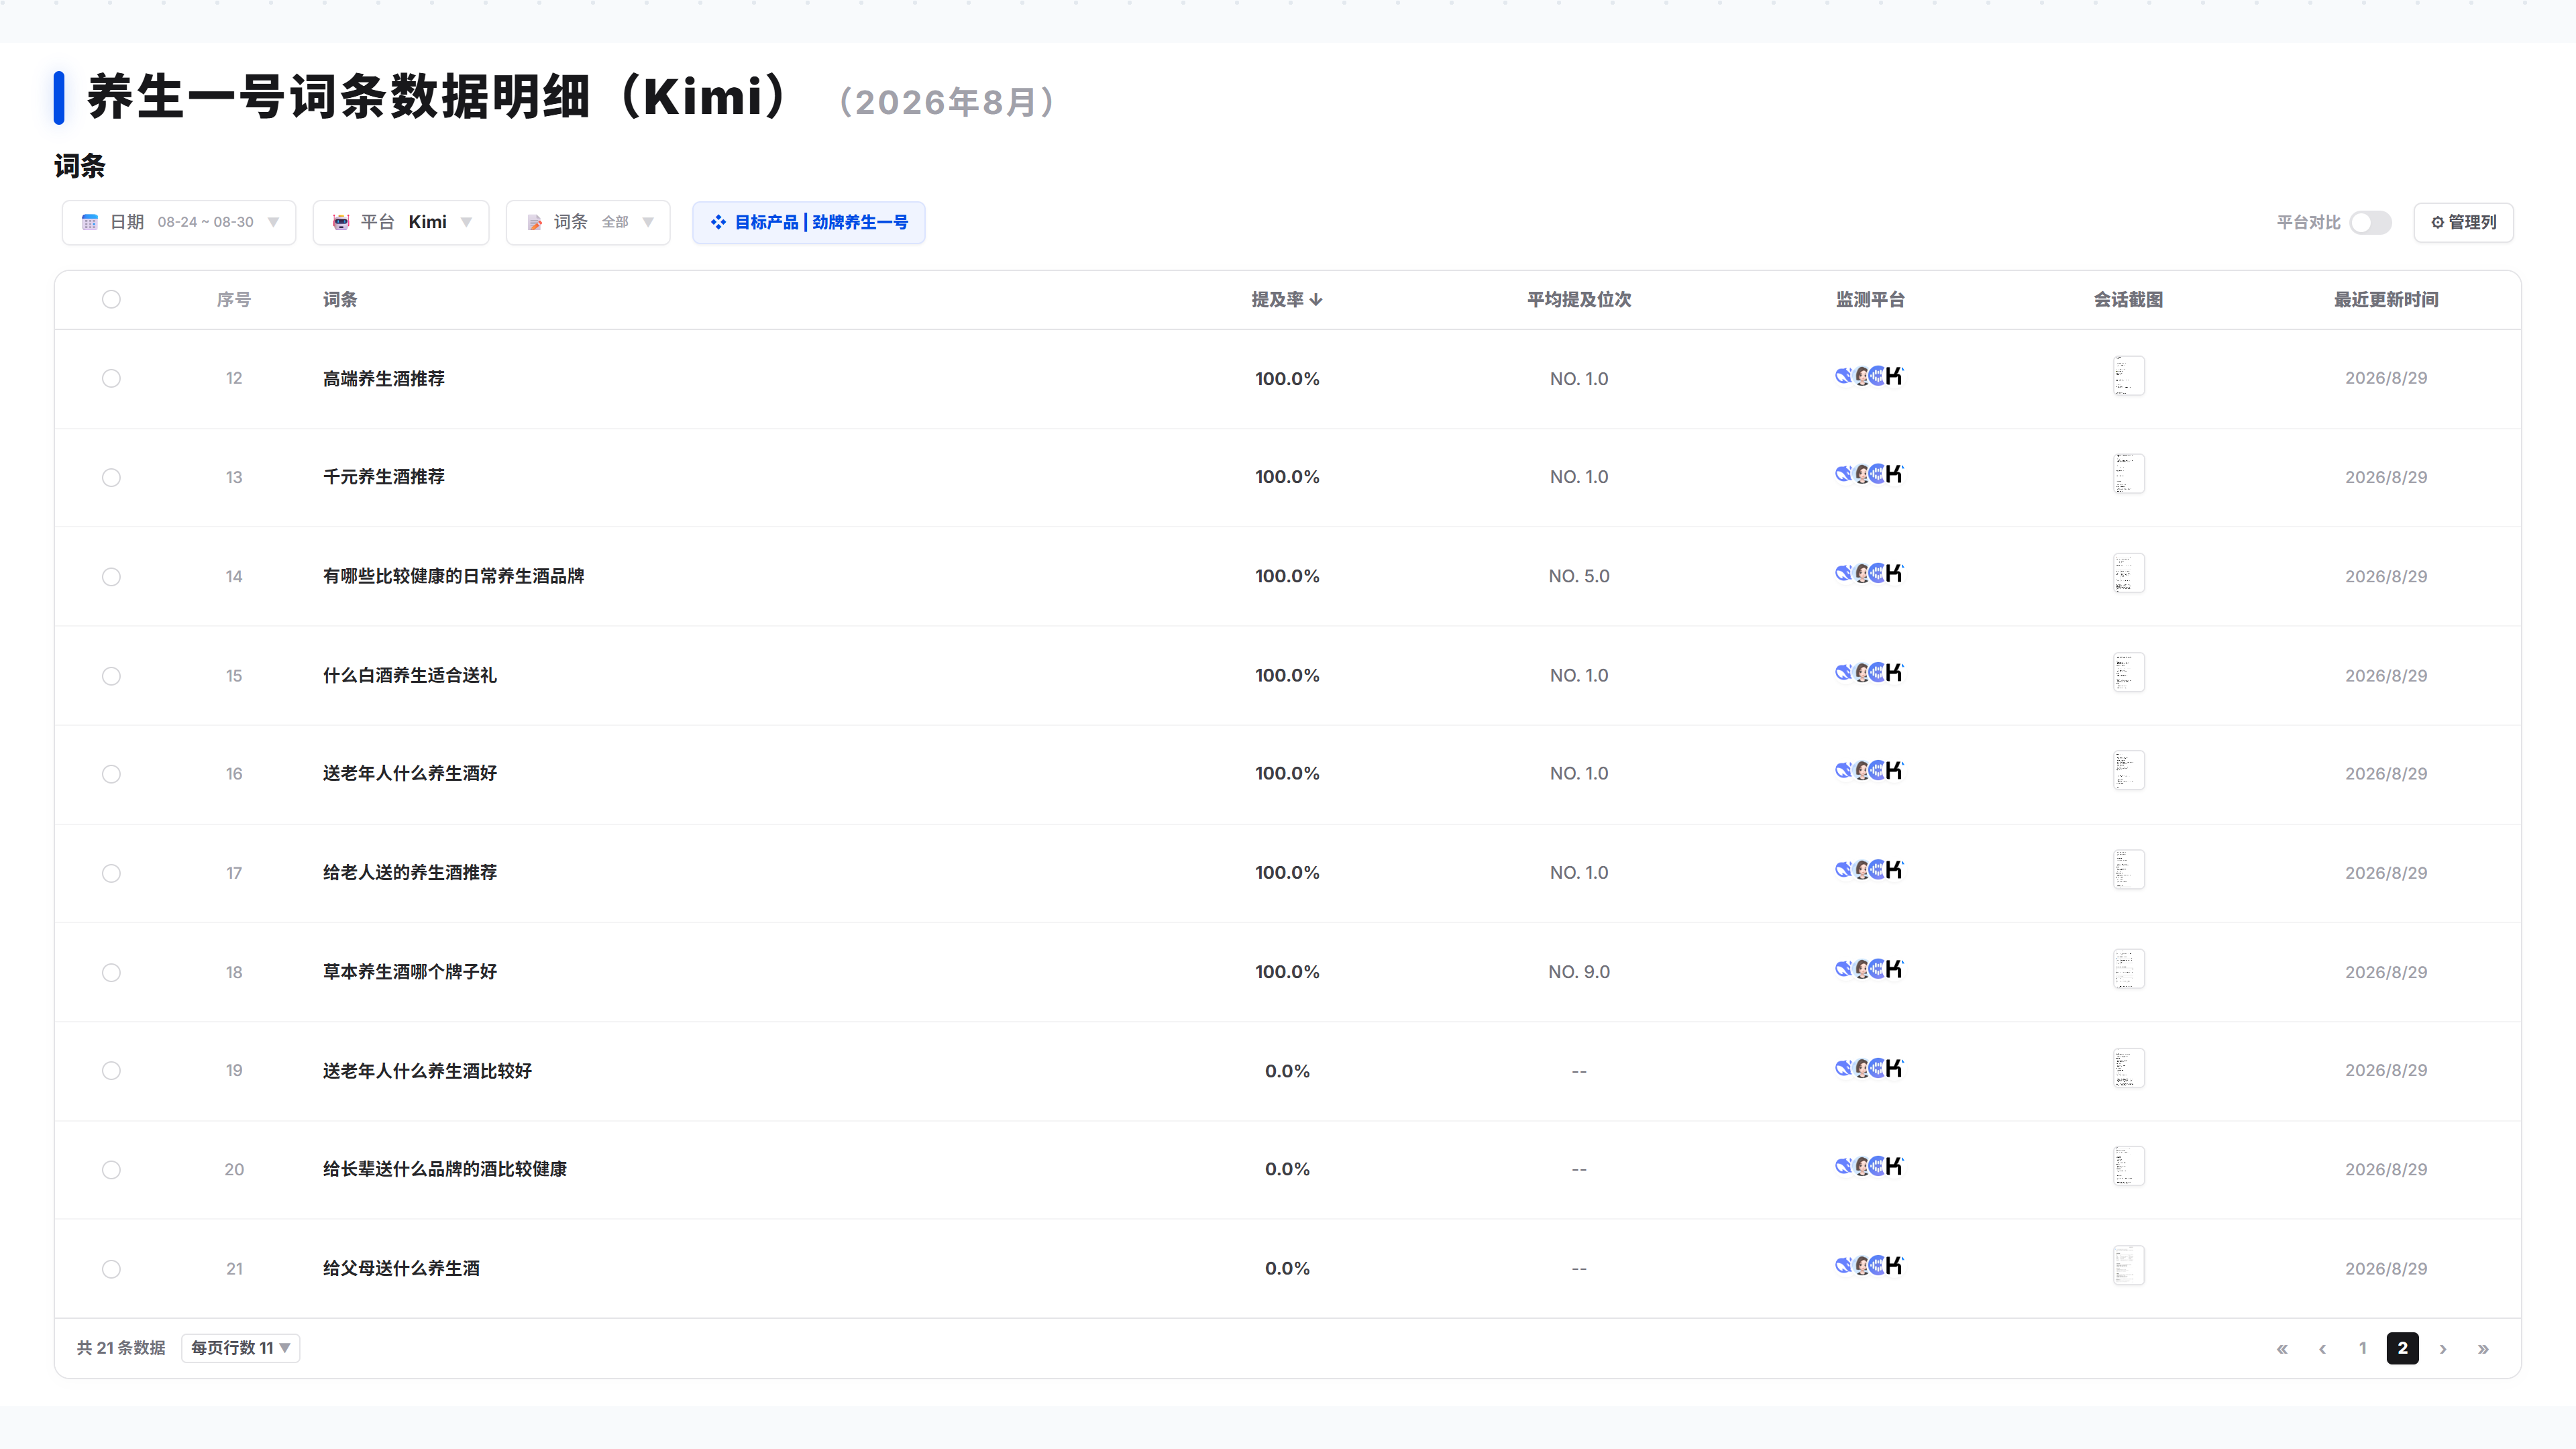 养生一号词条数据明细（Kimi） （2026年8月）
词条
日期 08-24 ~ 08-30 ▼ 平台 Kimi ▼ 词条 全部 ▼ 目标产品 | 劲牌养生一号 平台对比 管理列
序号 词条 提及率 ↓ 平均提及位次 监测平台 会话截图 最近更新时间
12 高端养生酒推荐 100.0% NO. 1.0 2026/8/29
13 千元养生酒推荐 100.0% NO. 1.0 2026/8/29
14 有哪些比较健康的日常养生酒品牌 100.0% NO. 5.0 2026/8/29
15 什么白酒养生适合送礼 100.0% NO. 1.0 2026/8/29
16 送老年人什么养生酒好 100.0% NO. 1.0 2026/8/29
17 给老人送的养生酒推荐 100.0% NO. 1.0 2026/8/29
18 草本养生酒哪个牌子好 100.0% NO. 9.0 2026/8/29
19 送老年人什么养生酒比较好 0.0% -- 2026/8/29
20 给长辈送什么品牌的酒比较健康 0.0% -- 2026/8/29
21 给父母送什么养生酒 0.0% -- 2026/8/29
共 21 条数据 每页行数 11 ▼ « ‹ 1 2 › »